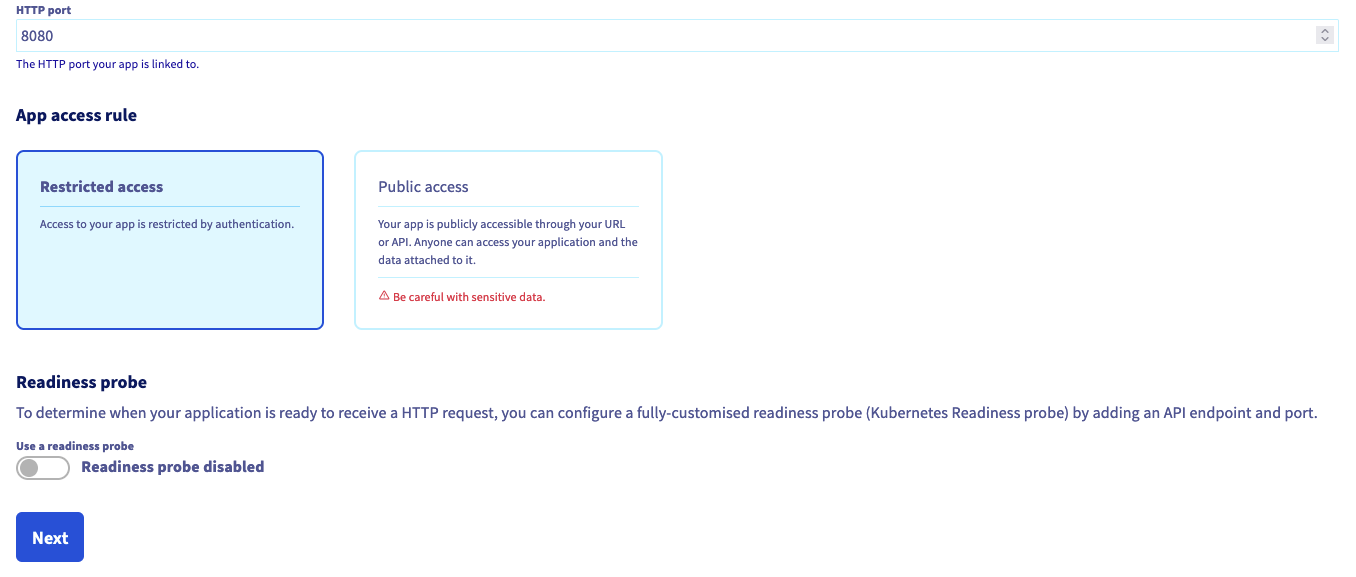 HTTP port
8080
The HTTP port your app is linked to.
App access rule
Restricted access
Access to your app is restricted by authentication.
Public access
Your app is publicly accessible through your URL
or API. Anyone can access your application and the
data attached to it.
Be careful with sensitive data.
Readiness probe
To determine when your application is ready to receive a HTTP request, you can configure a fully-customised readiness probe (Kubernetes Readiness probe) by adding an API endpoint and port.
Use a readiness probe
Readiness probe disabled
Next